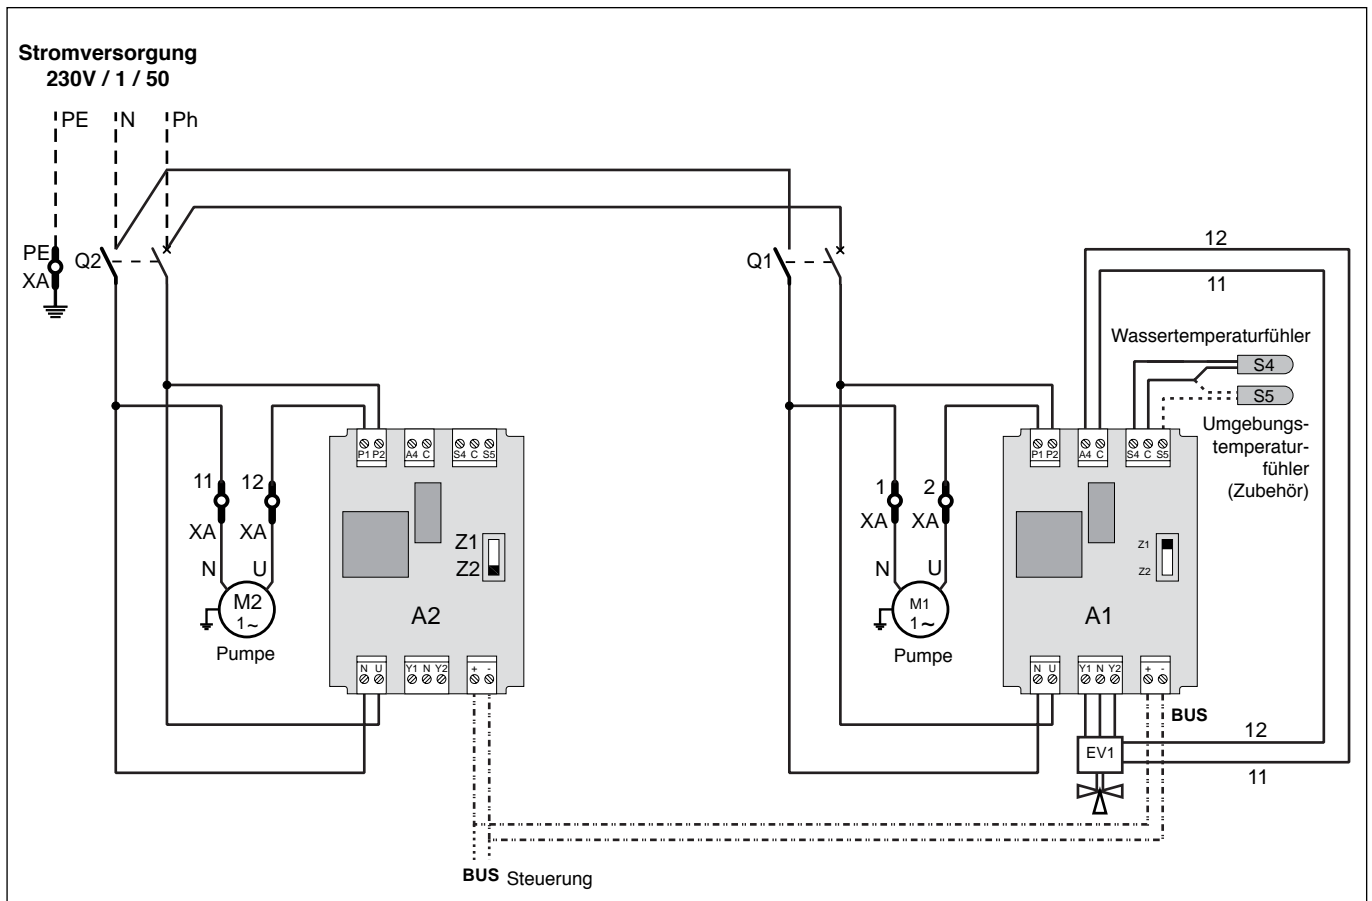 Stromversorgung
230V / 1 / 50
PE N Ph
PE
XA
Q2
Q1
12
11
Wassertemperaturfühler
S4
S5
Umgebungs-
temperatur-
fühler
(Zubehör)
P1 P2 A4 C S4 C S5
P1 P2 A4 C S4 C S5
11 12
XA XA
N U
M2
1~
Pumpe
Z1
Z2
A2
N U Y1 N Y2 + -
1 2
XA XA
N U
M1
1~
Pumpe
Z1
Z2
A1
N U Y1 N Y2 + -
BUS
EV1
12
11
BUS Steuerung